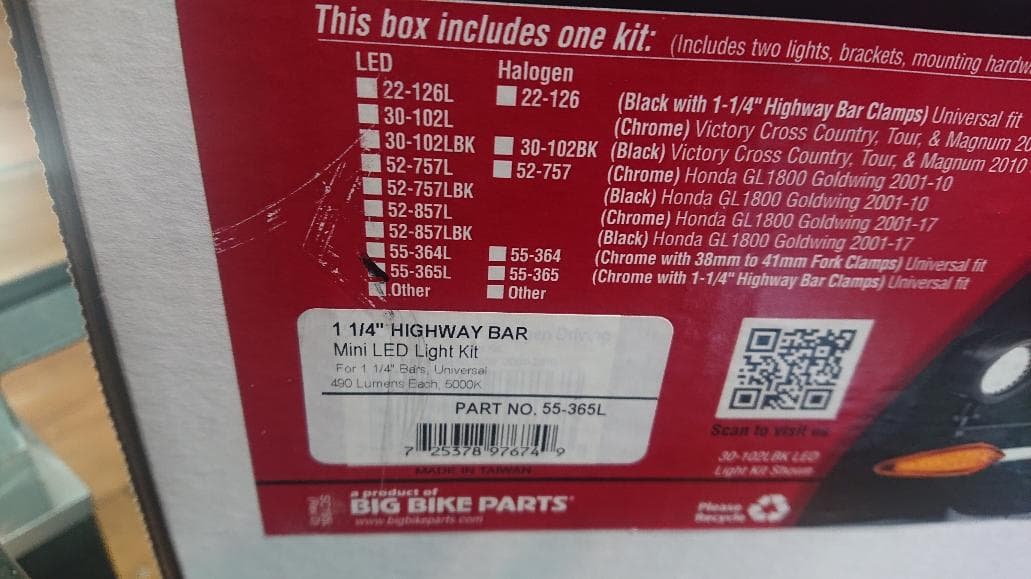 This box includes one kit: (Includes two lights, brackets, mounting
LED
Halogen
22-126L 22-126 (Black with 1-1/4" Highway Bar Clamps) Universal fit
30-102L (Chrome) Victory Cross Country, Tour, & Magnum
30-102LBK 30-102BK (Black) Victory Cross Country, Tour, & Magnum 2010
52-757L 52-757 (Chrome) Honda GL1800 Goldwing 2001-10
52-757LBK (Black) Honda GL1800 Goldwing 2001-10
52-857L (Chrome) Honda GL1800 Goldwing 2001-17
52-857LBK (Black) Honda GL1800 Goldwing 2001-17
55-364L 55-364 (Chrome with 38mm to 41mm Fork Clamps) Universal fit
55-365L 55-365 (Chrome with 1-1/4" Highway Bar Clamps) Universal fit
Other Other
1 1/4" HIGHWAY BAR
Mini LED Light Kit
For 1 1/4" Bars, Universal
490 Lumens Each, 5000K
PART NO. 55-365L
7 25378 97674 9
MADE IN TAIWAN
a product of
BIG BIKE PARTS®
www.bigbikeparts.com
Scan to visit us
30-102LBK LED
Light Kit Shown
Please
Recycle